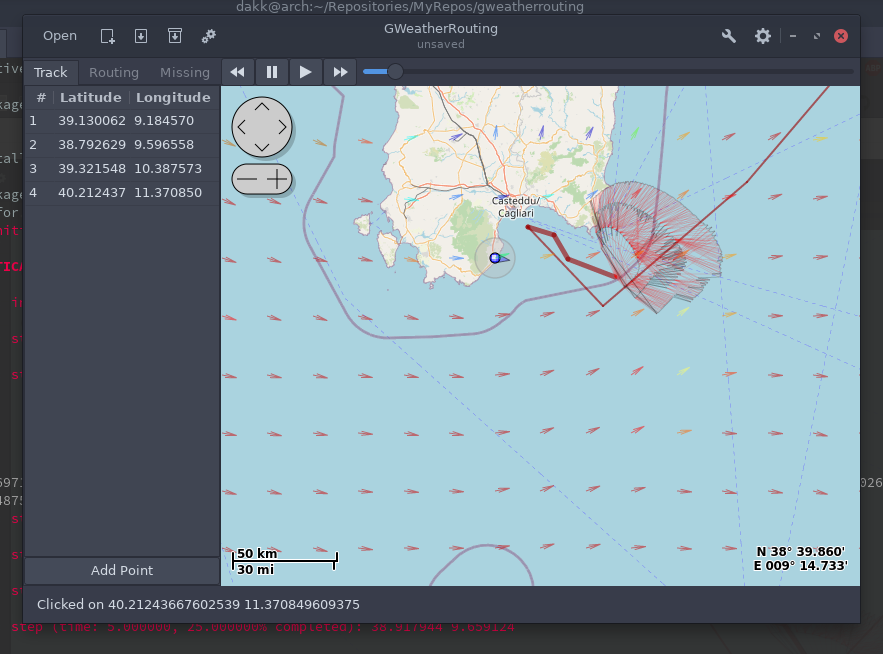 dakk@arch:~/Repositories/MyRepos/gweatherrouting
Open
GWeatherRouting
unsaved
Track Routing Missing
# Latitude Longitude
1 39.130062 9.184570
2 38.792629 9.596558
3 39.321548 10.387573
4 40.212437 11.370850
Casteddu/
Cagliari
50 km
30 mi
N 38° 39.860'
E 009° 14.733'
Add Point
Clicked on 40.21243667602539 11.370849609375
step (time: 5.000000, 25.000000% completed): 38.917944 9.659124